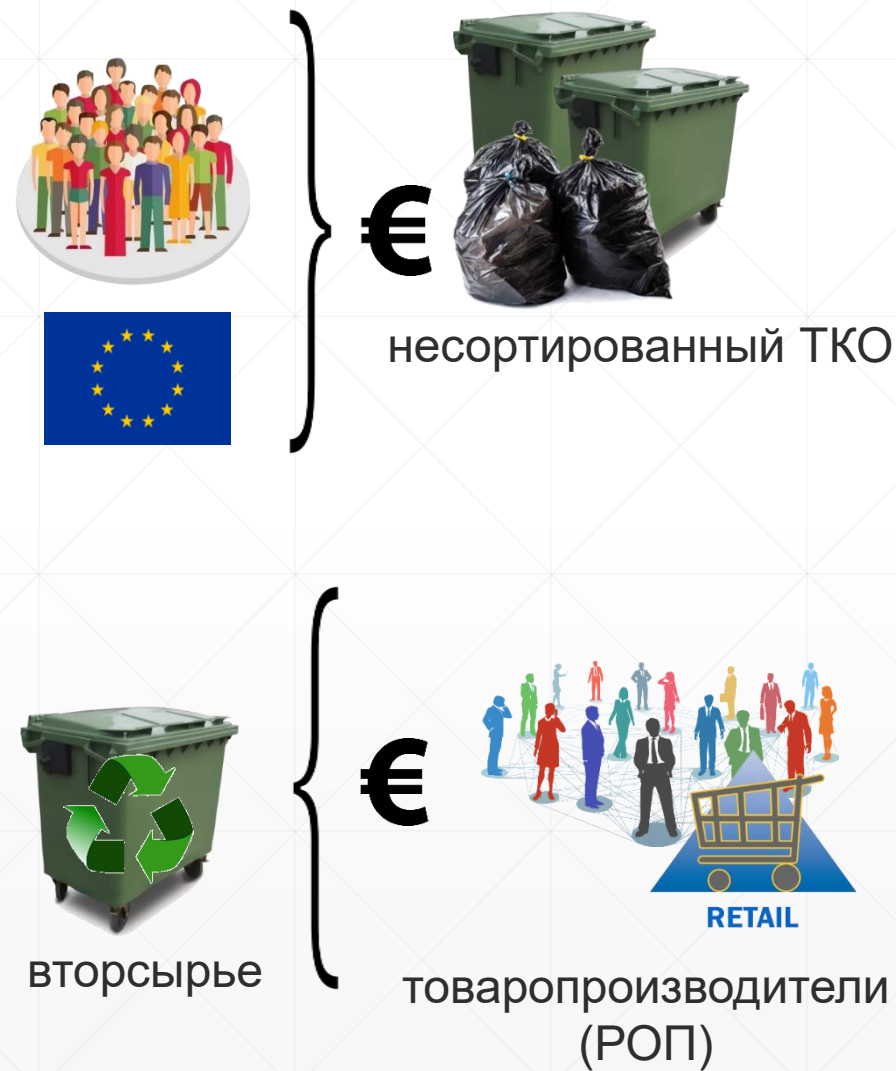 €
несортированный ТКО
€
RETAIL
вторсырье
товаропроизводители
(РОП)